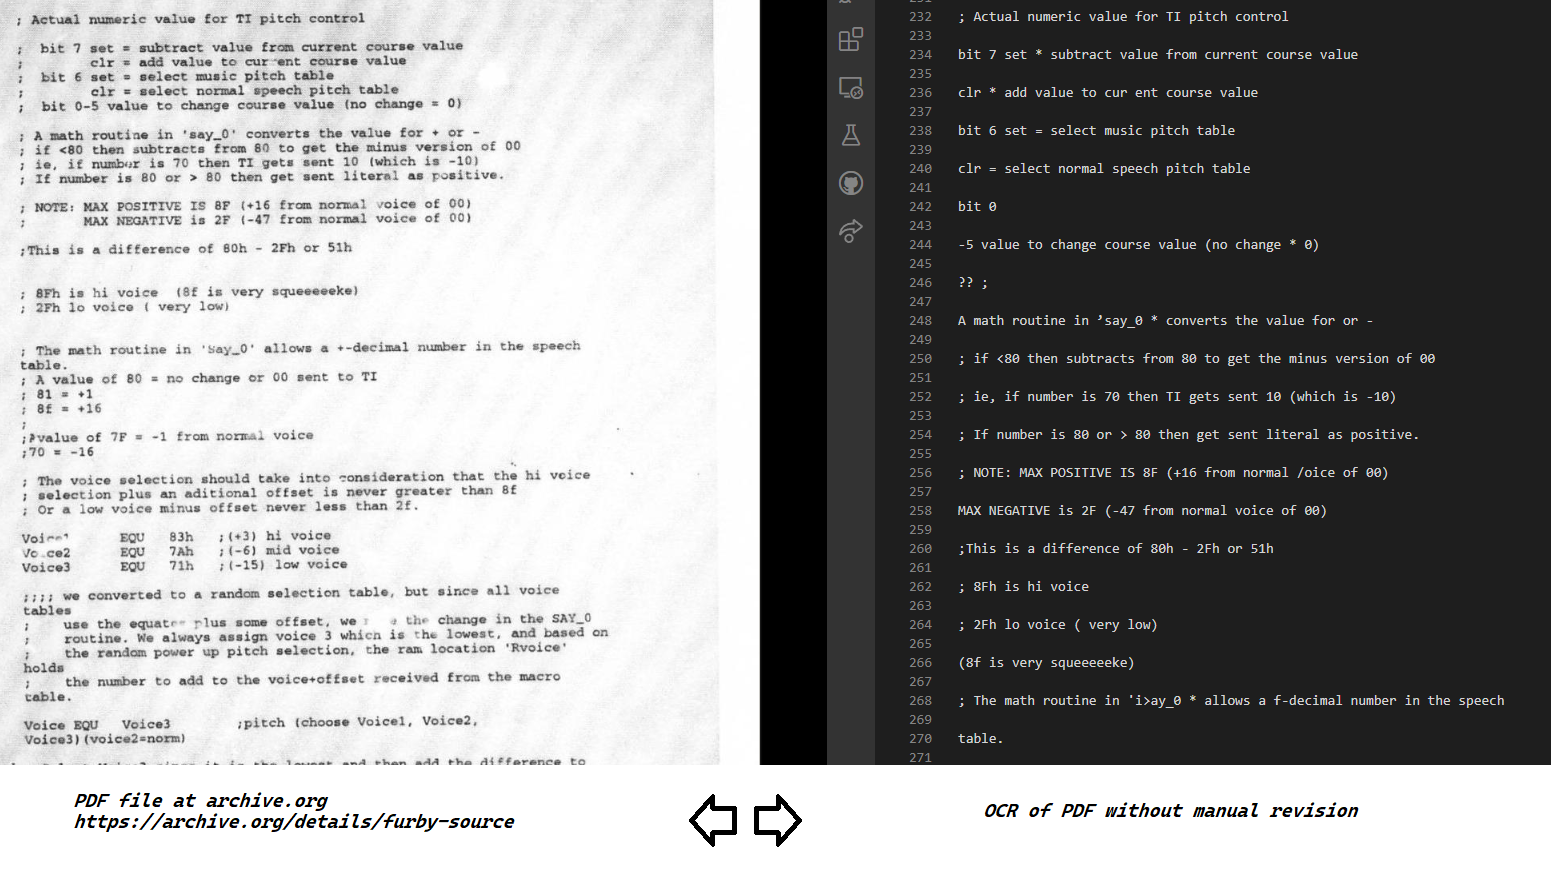 ; Actual numeric value for TI pitch control
;  bit 7 set = subtract value from current course value
;        clr = add value to cur ent course value
;  bit 6 set = select music pitch table
;        clr = select normal speech pitch table
;  bit 0-5 value to change course value (no change = 0)
; A math routine in 'say_0' converts the value for + or -
; if <80 then subtracts from 80 to get the minus version of 00
; ie, if number is 70 then TI gets sent 10 (which is -10)
; If number is 80 or > 80 then get sent literal as positive.
; NOTE: MAX POSITIVE IS 8F (+16 from normal voice of 00)
;       MAX NEGATIVE is 2F (-47 from normal voice of 00)
;This is a difference of 80h - 2Fh or 51h
; 8Fh is hi voice  (8f is very squeeeeeke)
; 2Fh lo voice ( very low)
; The math routine in 'Say_0' allows a +-decimal number in the speech
table.
; A value of 80 = no change or 00 sent to TI
; 81 = +1
; 8f = +16
;
;A value of 7F = -1 from normal voice
;70 = -16
; The voice selection should take into consideration that the hi voice
; selection plus an aditional offset is never greater than 8f
; Or a low voice minus offset never less than 2f.
EQU   83h   ;(+3) hi voice
EQU   7Ah   ;(-6) mid voice
Voice3      EQU   71h   ;(-15) low voice
;;;; we converted to a random selection table, but since all voice
tables
;    use the plus some offset, we the change in the SAY_0
;    routine. We always assign voice 3 which is the lowest, and based on
;    the random power up pitch selection, the ram location 'Rvoice'
holds
;    the number to add to the voice+offset received from the macro
table.
Voice EQU   Voice3        ;pitch (choose Voice1, Voice2,
Voice3)(voice2=norm)
since it is the lowest and then add the difference to
232 ; Actual numeric value for TI pitch control
233
234 bit 7 set * subtract value from current course value
235
236 clr * add value to cur ent course value
237
238 bit 6 set = select music pitch table
239
240 clr = select normal speech pitch table
241
242 bit 0
243
244 -5 value to change course value (no change * 0)
245
246 ?? ;
247
248 A math routine in ’say_0 * converts the value for or -
249
250 ; if <80 then subtracts from 80 to get the minus version of 00
251
252 ; ie, if number is 70 then TI gets sent 10 (which is -10)
253
254 ; If number is 80 or > 80 then get sent literal as positive.
255
256 ; NOTE: MAX POSITIVE IS 8F (+16 from normal /oice of 00)
257
258 MAX NEGATIVE is 2F (-47 from normal voice of 00)
259
260 ;This is a difference of 80h - 2Fh or 51h
261
262 ; 8Fh is hi voice
263
264 ; 2Fh lo voice ( very low)
265
266 (8f is very squeeeeeke)
267
268 ; The math routine in 'i>ay_0 * allows a f-decimal number in the speech
269
270 table.
271
PDF file at archive.org
https://archive.org/details/furby-source
OCR of PDF without manual revision